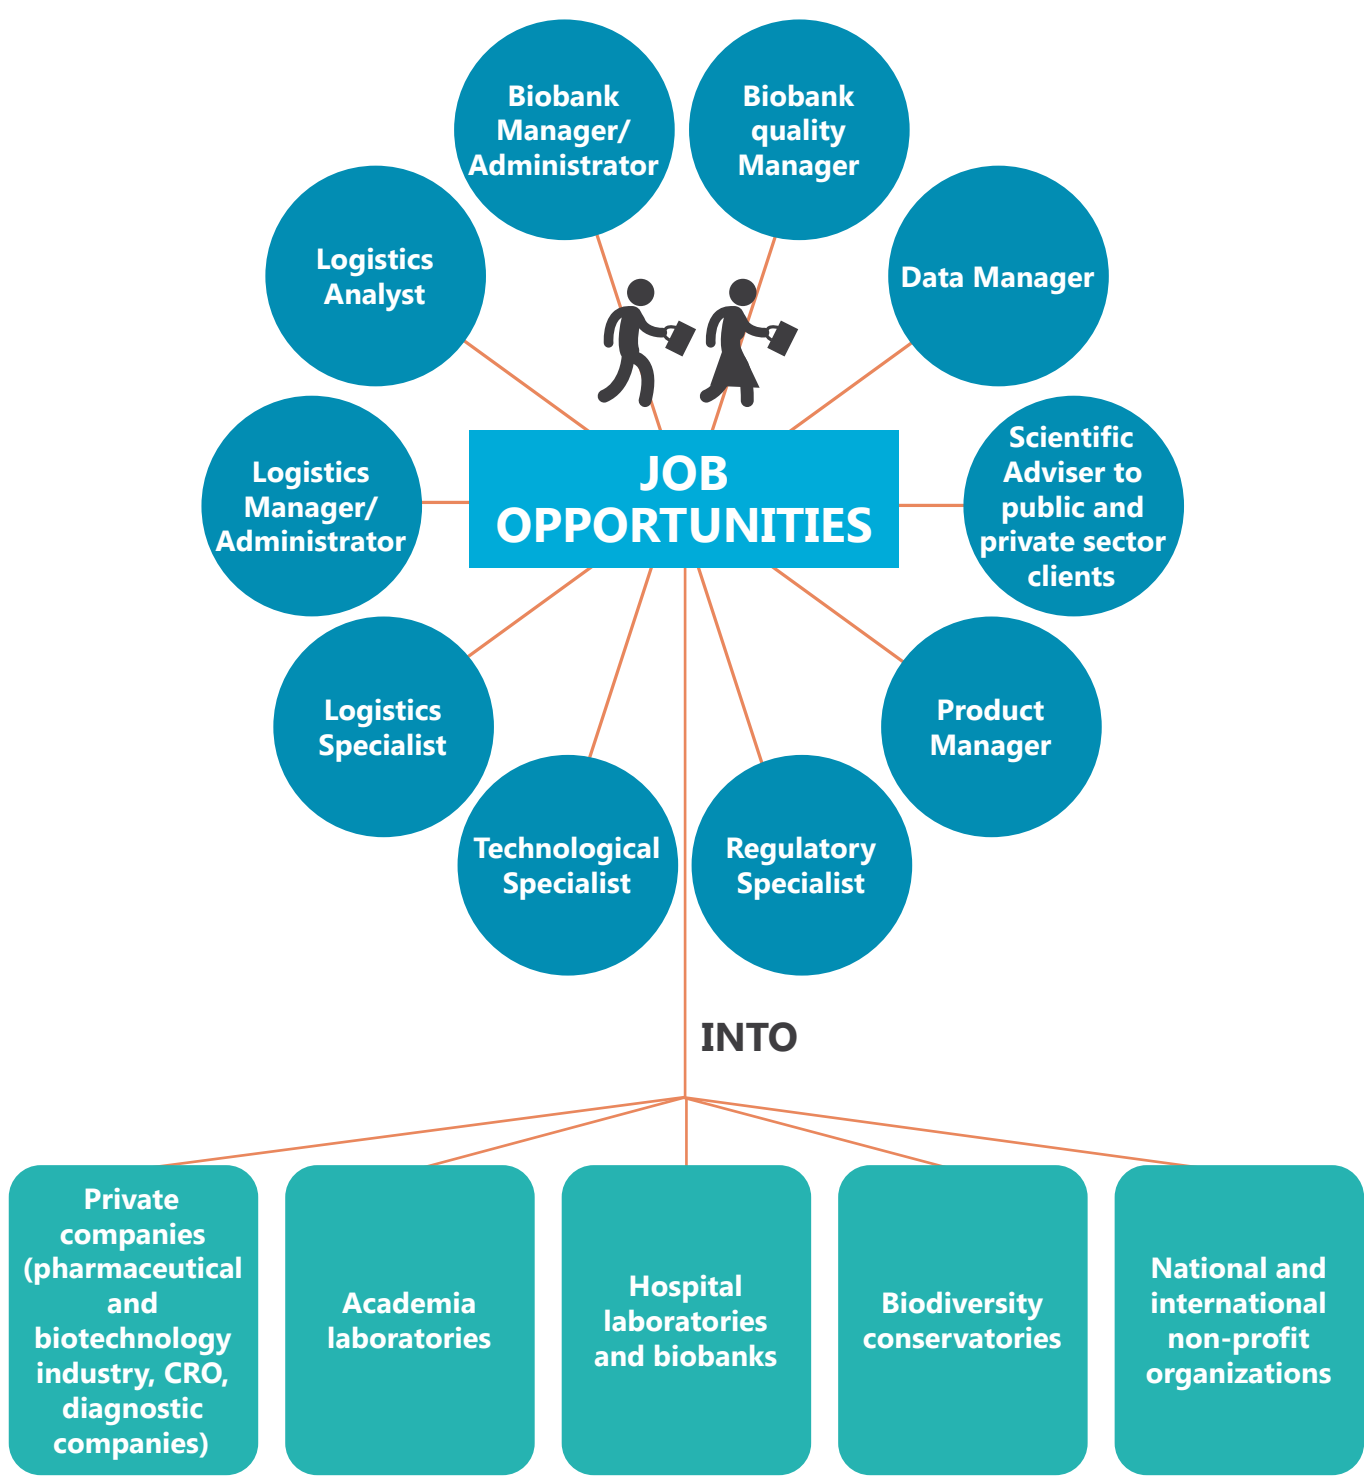 Biobank
Manager/
Administrator
Biobank
quality
Manager
Logistics
Analyst
Data Manager
JOB
OPPORTUNITIES
Logistics
Manager/
Administrator
Scientific
Adviser to
public and
private sector
clients
Logistics
Specialist
Product
Manager
Technological
Specialist
Regulatory
Specialist
INTO
Private
companies
(pharmaceutical
and
biotechnology
industry, CRO,
diagnostic
companies)
Academia
laboratories
Hospital
laboratories
and biobanks
Biodiversity
conservatories
National and
international
non-profit
organizations